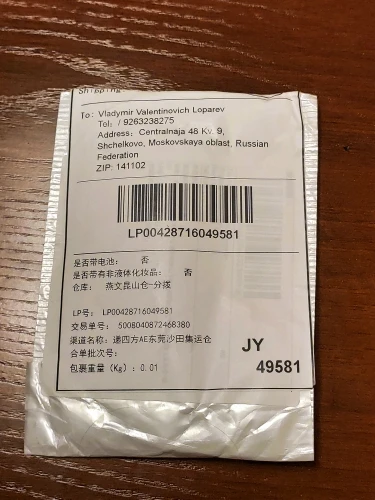 Shipping
To: Vladymir Valentinovich Loparev
Tol: / 9263238275
Address: Centralnaja 48 Kv. 9,
Shchelkovo, Moskovskaya oblast, Russian
Federation
ZIP: 141102
LP00428716049581
是否带电池: 否
是否带有非液体化妆品: 否
仓库: 燕文昆山仓-分拨
LP号: LP00428716049581
交易单号: 5008040872468380
渠道名称: 递四方AE东莞沙田集运仓
合单批次号:
包裹重量(Kg): 0.01
JY
49581